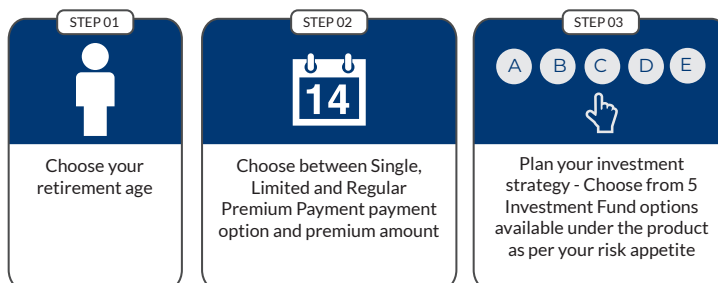 STEP 01
Choose your
retirement age
STEP 02
14
Choose between Single,
Limited and Regular
Premium Payment payment
option and premium amount
STEP 03
A B C D E
Plan your investment
strategy - Choose from 5
Investment Fund options
available under the product
as per your risk appetite